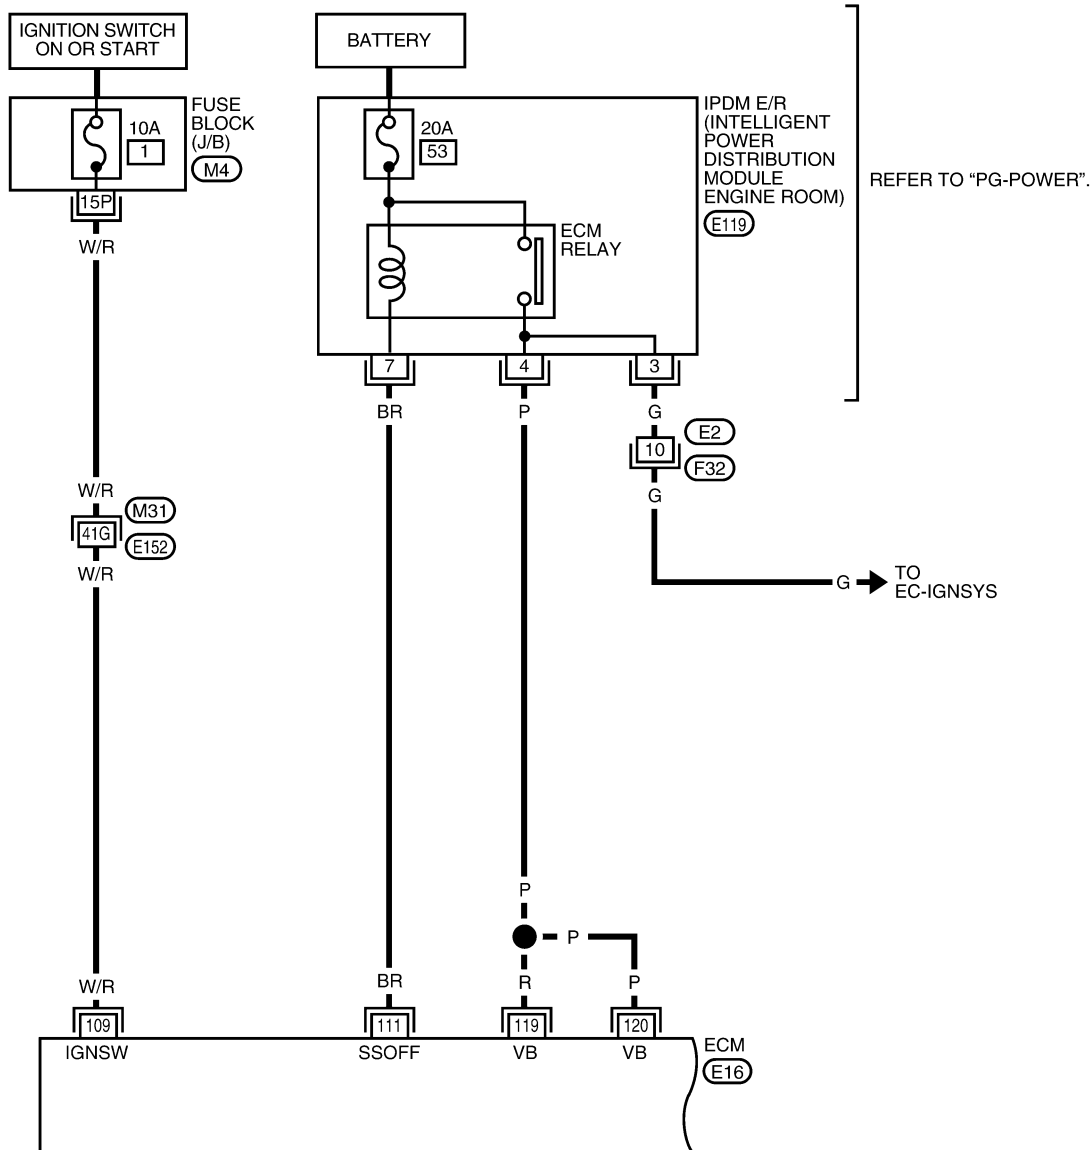 IGNITION SWITCH
ON OR START
BATTERY
FUSE
BLOCK
(J/B)
M4
10A
1
15P
20A
53
IPDM E/R
(INTELLIGENT
POWER
DISTRIBUTION
MODULE
ENGINE ROOM)
E119
REFER TO “PG-POWER”.
ECM
RELAY
W/R
7
4
3
BR
P
G
10
E2
F32
G
W/R
41G
M31
E152
W/R
G
TO
EC-IGNSYS
P
P
W/R
BR
R
P
109
111
119
120
IGNSW
SSOFF
VB
VB
ECM
E16